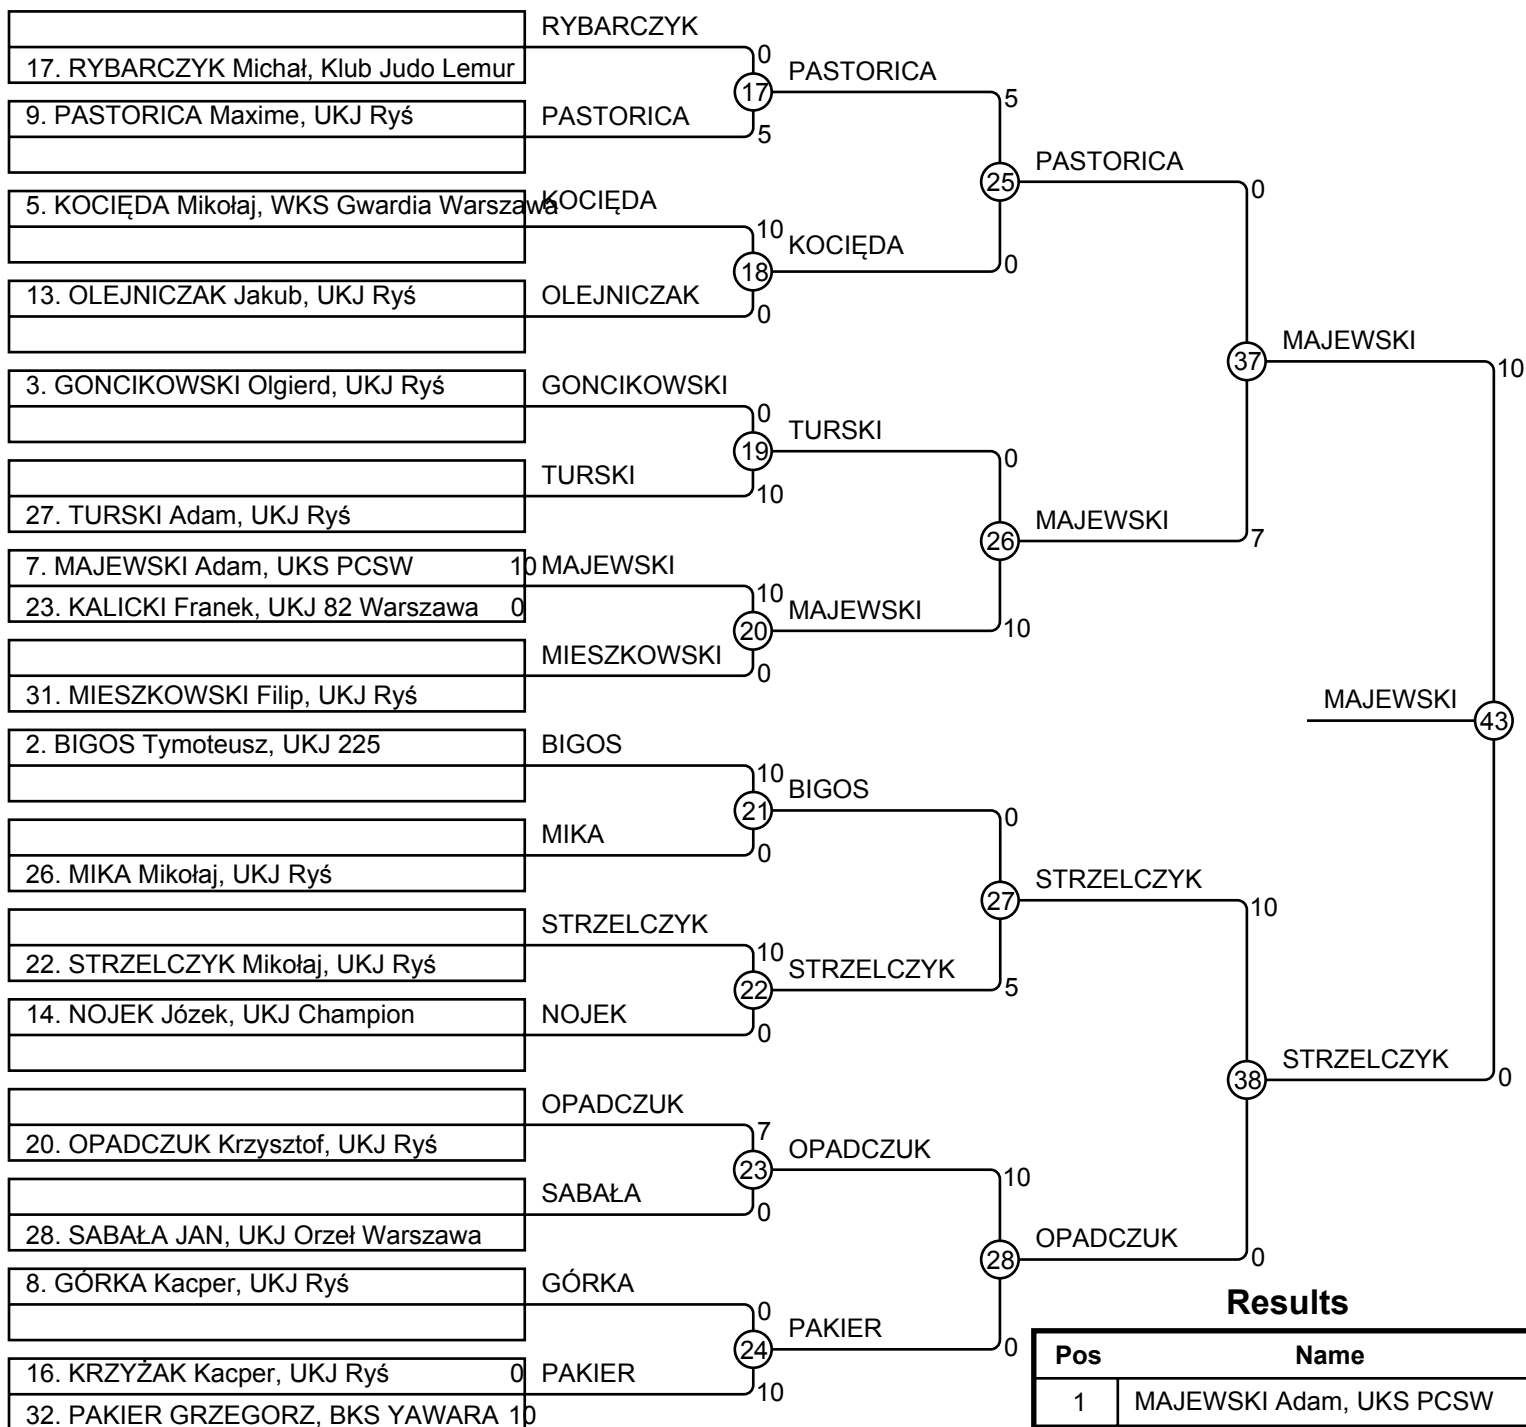 RYBARCZYK
17. RYBARCZYK Michał, Klub Judo Lemur
0
17
PASTORICA
9. PASTORICA Maxime, UKJ Ryś
PASTORICA
5
5
25
PASTORICA
5. KOCIĘDA Mikołaj, WKS Gwardia Warszawa
KOCIĘDA
10
18
KOCIĘDA
0
0
13. OLEJNICZAK Jakub, UKJ Ryś
OLEJNICZAK
0
37
MAJEWSKI
10
3. GONCIKOWSKI Olgierd, UKJ Ryś
GONCIKOWSKI
0
19
TURSKI
0
TURSKI
10
27. TURSKI Adam, UKJ Ryś
26
MAJEWSKI
7
7. MAJEWSKI Adam, UKS PCSW 10
MAJEWSKI
23. KALICKI Franek, UKJ 82 Warszawa 0
10
20
MAJEWSKI
10
MIESZKOWSKI
0
31. MIESZKOWSKI Filip, UKJ Ryś
MAJEWSKI
43
2. BIGOS Tymoteusz, UKJ 225
BIGOS
10
21
BIGOS
0
MIKA
0
26. MIKA Mikołaj, UKJ Ryś
27
STRZELCZYK
10
STRZELCZYK
10
22. STRZELCZYK Mikołaj, UKJ Ryś
22
STRZELCZYK
5
14. NOJEK Józek, UKJ Champion
NOJEK
0
38
STRZELCZYK
0
OPADCZUK
7
20. OPADCZUK Krzysztof, UKJ Ryś
23
OPADCZUK
10
SABAŁA
0
28. SABAŁA JAN, UKJ Orzeł Warszawa
28
OPADCZUK
0
8. GÓRKA Kacper, UKJ Ryś
GÓRKA
0
24
PAKIER
0
16. KRZYŻAK Kacper, UKJ Ryś 0
PAKIER
10
32. PAKIER GRZEGORZ, BKS YAWARA 10
Results
Pos Name
1 MAJEWSKI Adam, UKS PCSW